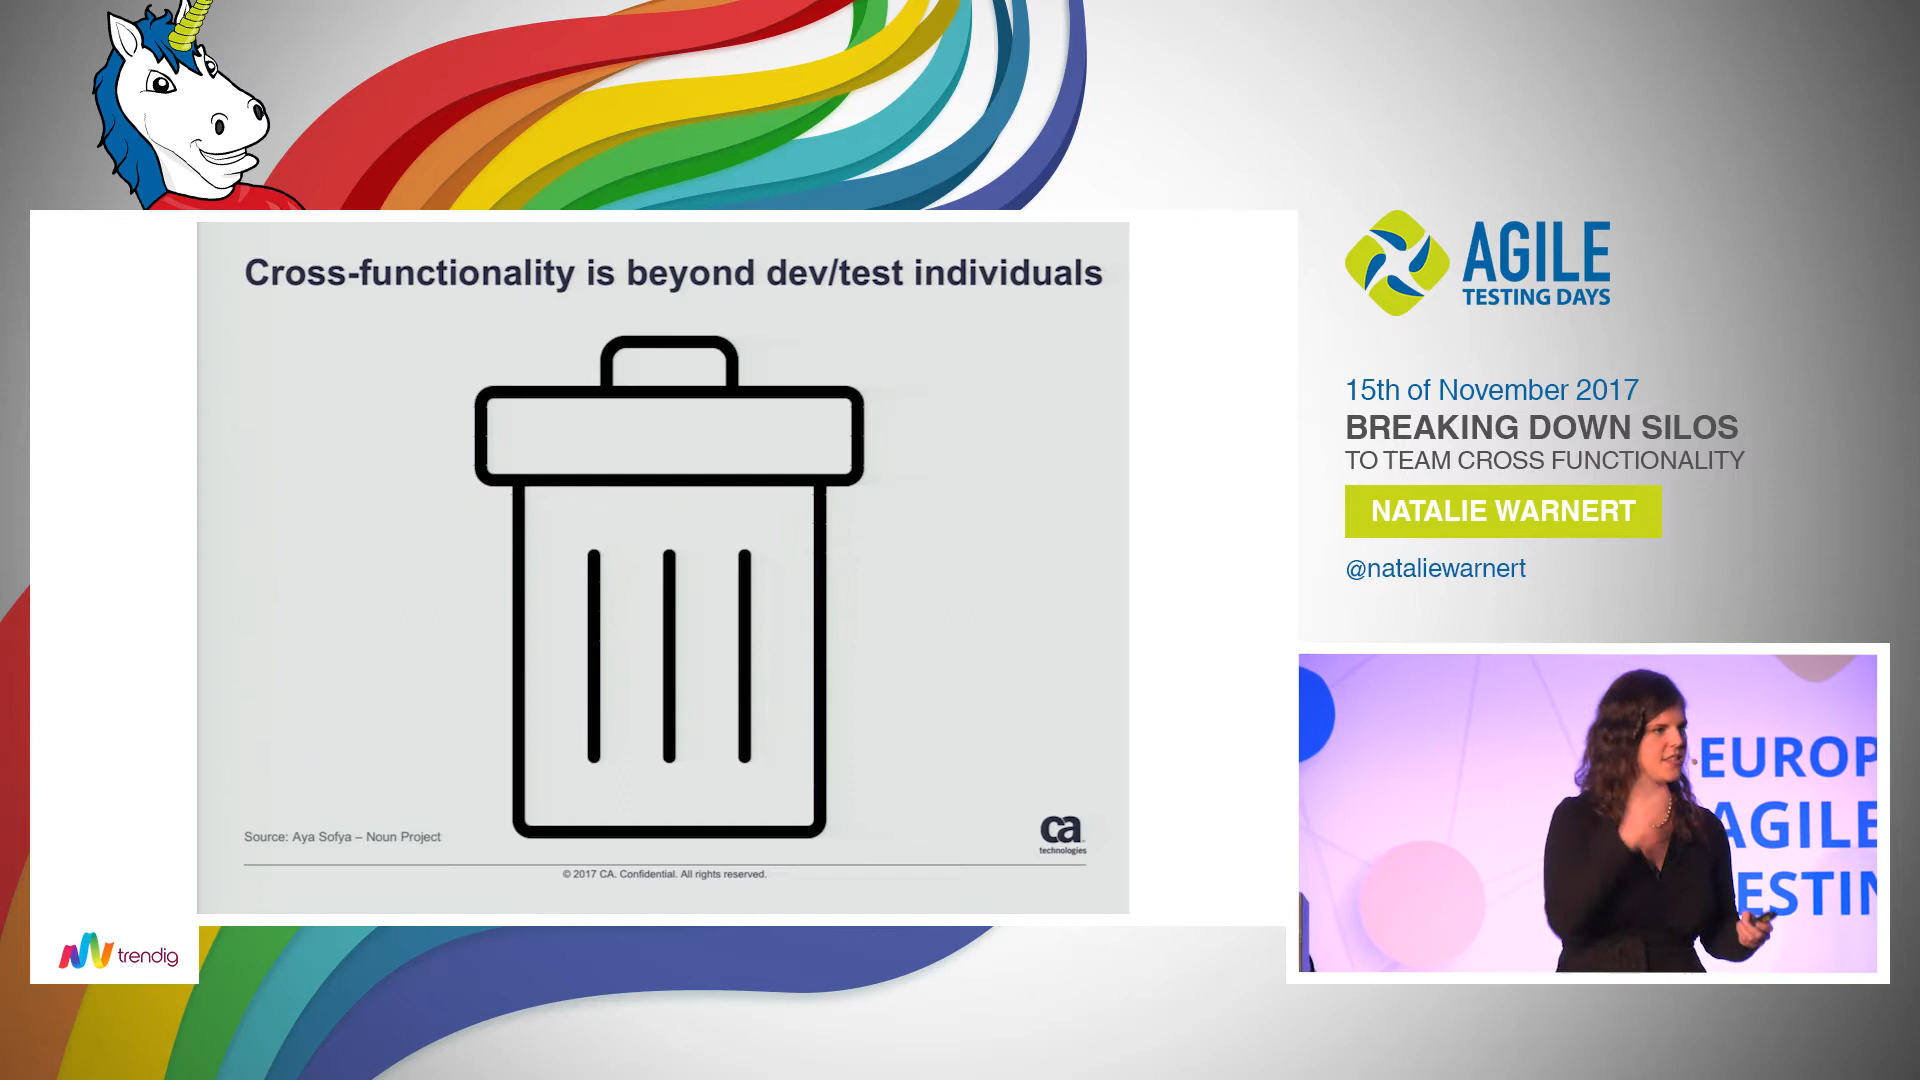 Cross-functionality is beyond dev/test individuals
Source: Aya Sofya – Noun Project
ca
technologies
© 2017 CA. Confidential. All rights reserved.
trendig
AGILE
TESTING DAYS
15th of November 2017
BREAKING DOWN SILOS
TO TEAM CROSS FUNCTIONALITY
NATALIE WARNERT
@nataliewarnert
EUROP
AGILE
ESTIN